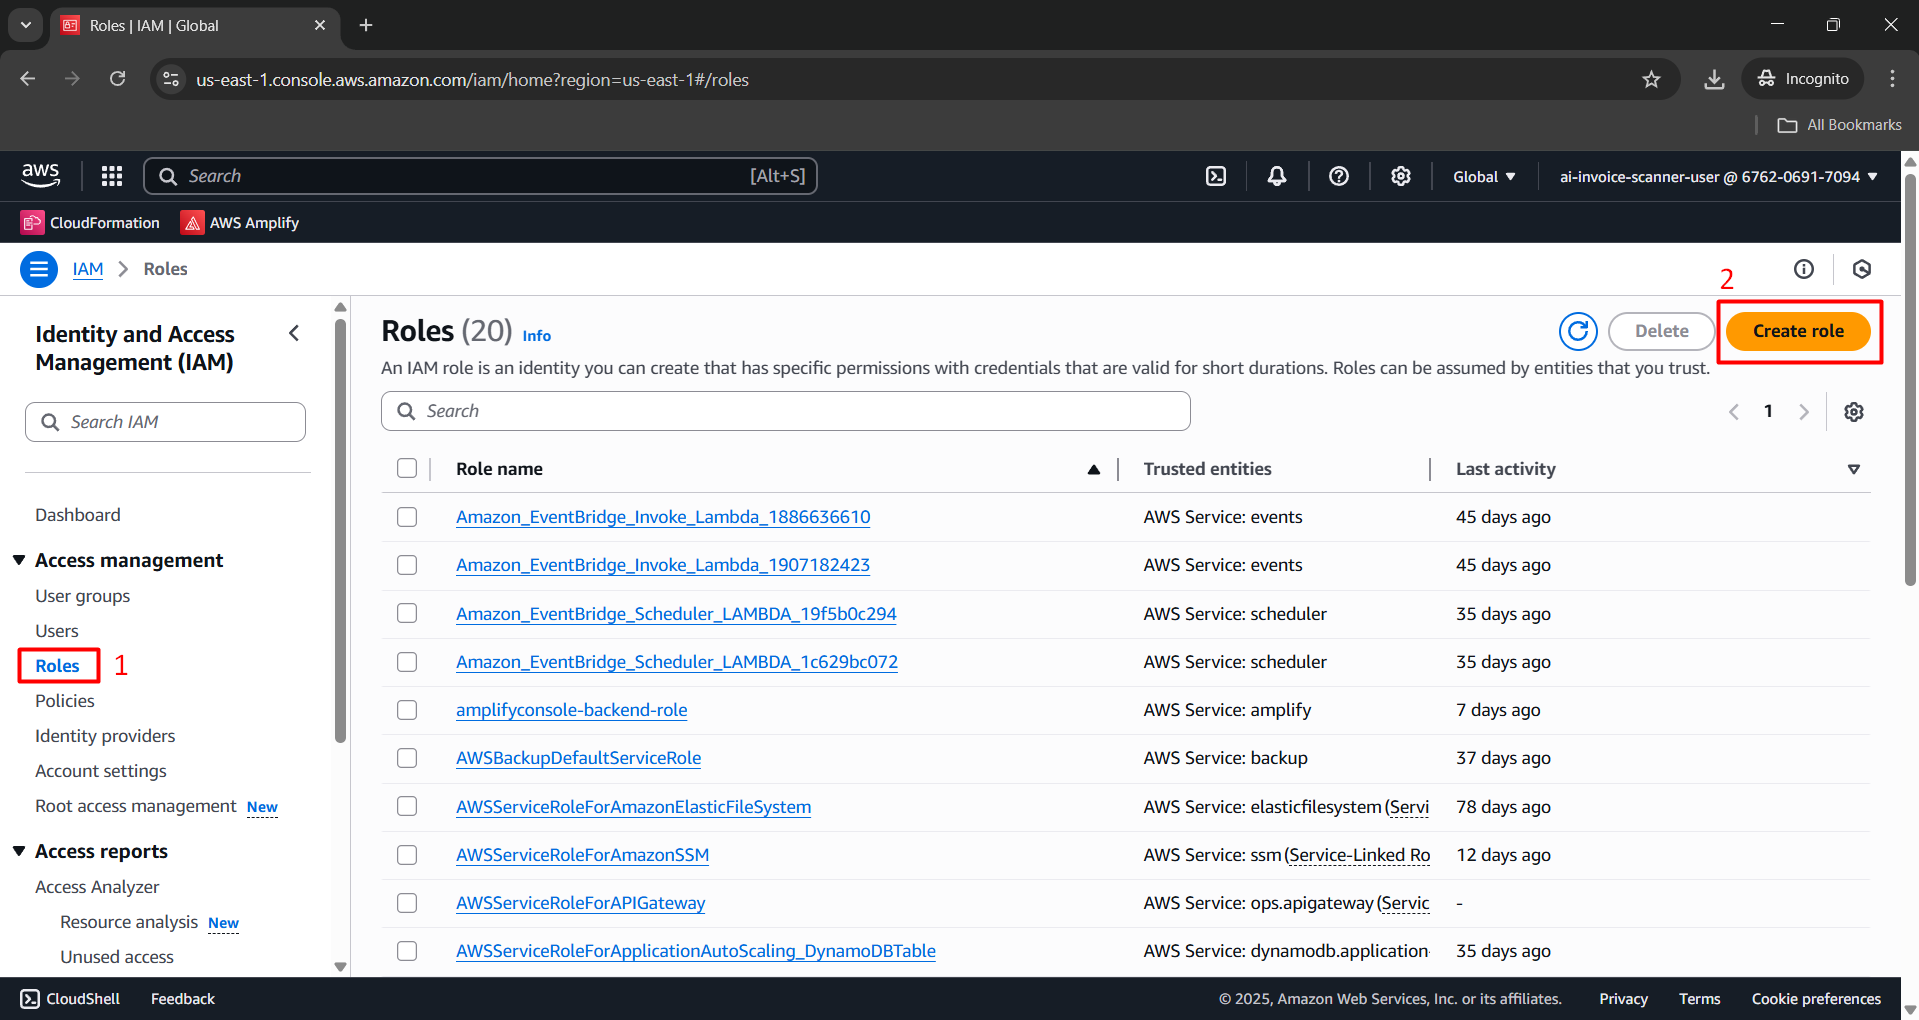 Roles | IAM | Global
us-east-1.console.aws.amazon.com/iam/home?region=us-east-1#/roles
Incognito
All Bookmarks
aws
Search
[Alt+S]
Global
ai-invoice-scanner-user @ 6762-0691-7094
CloudFormation
AWS Amplify
IAM
Roles
2
Identity and Access
Management (IAM)
Search IAM
Dashboard
Access management
User groups
Users
Roles
1
Policies
Identity providers
Account settings
Root access management New
Access reports
Access Analyzer
Resource analysis New
Unused access
Roles (20) Info
Delete
Create role
An IAM role is an identity you can create that has specific permissions with credentials that are valid for short durations. Roles can be assumed by entities that you trust.
Search
1
Role name Trusted entities Last activity
Amazon_EventBridge_Invoke_Lambda_1886636610 AWS Service: events 45 days ago
Amazon_EventBridge_Invoke_Lambda_1907182423 AWS Service: events 45 days ago
Amazon_EventBridge_Scheduler_LAMBDA_19f5b0c294 AWS Service: scheduler 35 days ago
Amazon_EventBridge_Scheduler_LAMBDA_1c629bc072 AWS Service: scheduler 35 days ago
amplifyconsole-backend-role AWS Service: amplify 7 days ago
AWSBackupDefaultServiceRole AWS Service: backup 37 days ago
AWSServiceRoleForAmazonElasticFileSystem AWS Service: elasticfilesystem (Servi 78 days ago
AWSServiceRoleForAmazonSSM AWS Service: ssm (Service-Linked Ro 12 days ago
AWSServiceRoleForAPIGateway AWS Service: ops.apigateway (Servic -
AWSServiceRoleForApplicationAutoScaling_DynamoDBTable AWS Service: dynamodb.application- 35 days ago
CloudShell
Feedback
© 2025, Amazon Web Services, Inc. or its affiliates.
Privacy
Terms
Cookie preferences